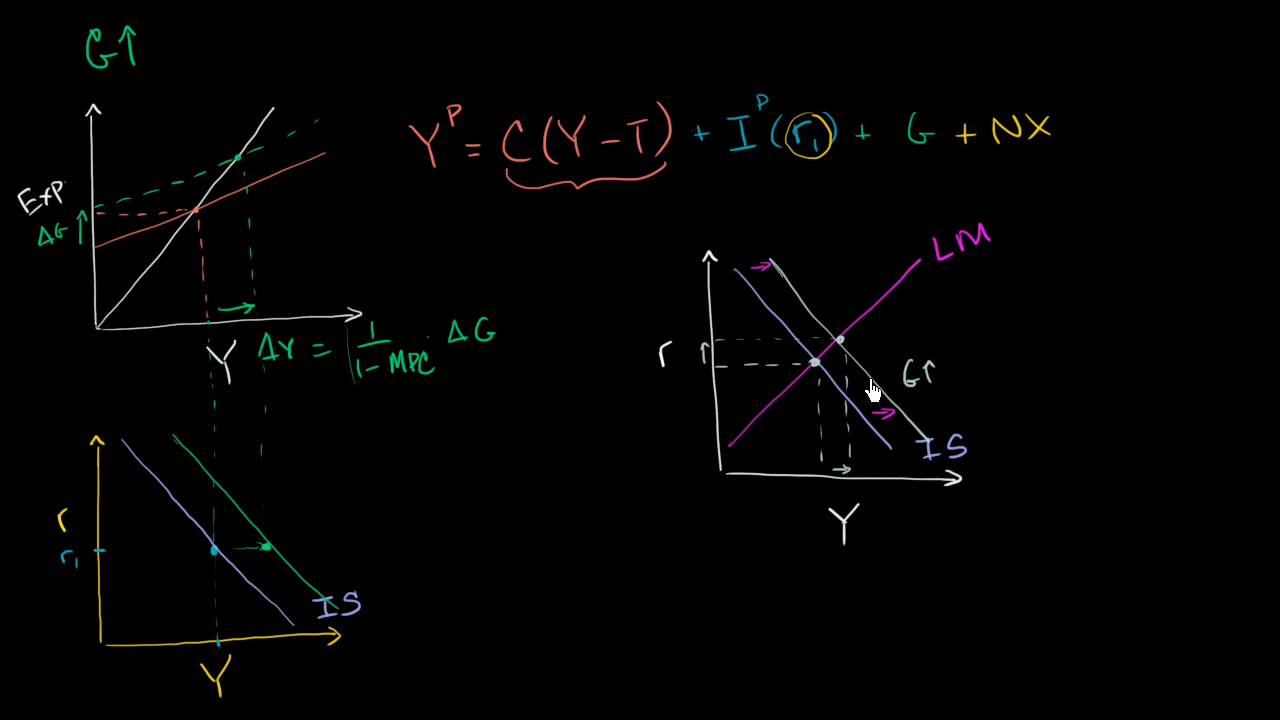 G↑
Y^P = C(Y-T) + I^P(r₁) + G + NX
Exp
ΔG↑
Y
ΔY = (1/(1-MPC)) · ΔG
LM
r
↑
G↑
IS
Y
r
r₁
IS
Y